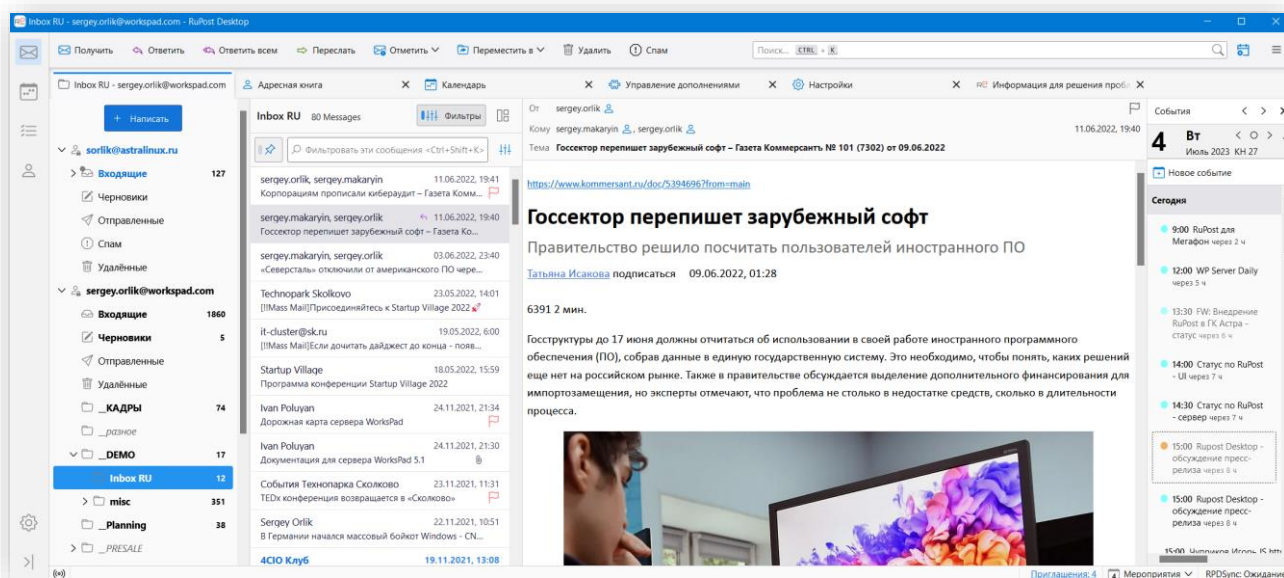 Inbox RU - sergey.orlik@workspad.com - RuPost Desktop
Получить Ответить Ответить всем Переслать Отметить Переместить в Удалить Спам Поиск... CTRL + K
Inbox RU - sergey.orlik@workspad.com Адресная книга Календарь Управление дополнениями Настройки Информация для решения
+ Написать
sorlik@astralinux.ru
Входящие 127
Черновики
Отправленные
Спам
Удалённые
sergey.orlik@workspad.com
Входящие 1860
Черновики 5
Отправленные
Удалённые
_КАДРЫ 74
_разное
_DEMO 17
Inbox RU 12
misc 351
_Planning 38
_PRESALE
Inbox RU 80 Messages Фильтры
Фильтровать эти сообщения <Ctrl+Shift+K>
sergey.orlik, sergey.makaryin 11.06.2022, 19:41
Корпорациям прописали кибераудит – Газета Комм...
sergey.makaryin, sergey.orlik 11.06.2022, 19:40
Госсектор перепишет зарубежный софт – Газета Ко...
sergey.makaryin, sergey.orlik 03.06.2022, 23:40
«Северсталь» отключили от американского ПО чере...
Technopark Skolkovo 23.05.2022, 14:01
[!!Mass Mail]Присоединяйтесь к Startup Village 2022
it-cluster@sk.ru 19.05.2022, 6:00
[!!Mass Mail]Если дочитать дайджест до конца - появ...
Startup Village 18.05.2022, 15:59
Программа конференции Startup Village 2022
Ivan Poluyan 24.11.2021, 21:34
Дорожная карта сервера WorksPad
Ivan Poluyan 24.11.2021, 21:30
Документация для сервера WorksPad 5.1
События Технопарка Сколково 23.11.2021, 11:31
TEDx конференция возвращается в «Сколково»
Sergey Orlik 22.11.2021, 10:51
В Германии начался массовый бойкот Windows - CN...
4CIO Клуб 19.11.2021, 13:08
От sergey.orlik
Кому sergey.makaryin , sergey.orlik 11.06.2022, 19:40
Тема Госсектор перепишет зарубежный софт – Газета Коммерсантъ № 101 (7302) от 09.06.2022
https://www.kommersant.ru/doc/5394696?from=main
Госсектор перепишет зарубежный софт
Правительство решило посчитать пользователей иностранного ПО
Татьяна Исакова подписаться 09.06.2022, 01:28
6391 2 мин.
Госструктуры до 17 июня должны отчитаться об использовании в своей работе иностранного программного
обеспечения (ПО), собрав данные в единую государственную систему. Это необходимо, чтобы понять, каких решений
еще нет на российском рынке. Также в правительстве обсуждается выделение дополнительного финансирования для
импортозамещения, но эксперты отмечают, что проблема не столько в недостатке средств, сколько в длительности
процесса.
События
4 Вт
Июль 2023 КН 27
Новое событие
Сегодня
9:00 RuPost для
Мегафон через 2 ч
12:00 WP Server Daily
через 5 ч
13:30 FW: Внедрение
RuPost в ГК Астра -
статус через 6 ч
14:00 Статус по RuPost
- UI через 7 ч
14:30 Статус по RuPost
- сервер через 7 ч
15:00 Rupost Desktop -
обсуждение пресс-
релиза через 8 ч
15:00 Rupost Desktop -
обсуждение пресс-
релиза через 8 ч
15:00 Чуприков Игорь
Приглашения: 4 4 Мероприятия RPDSync: Ожидание